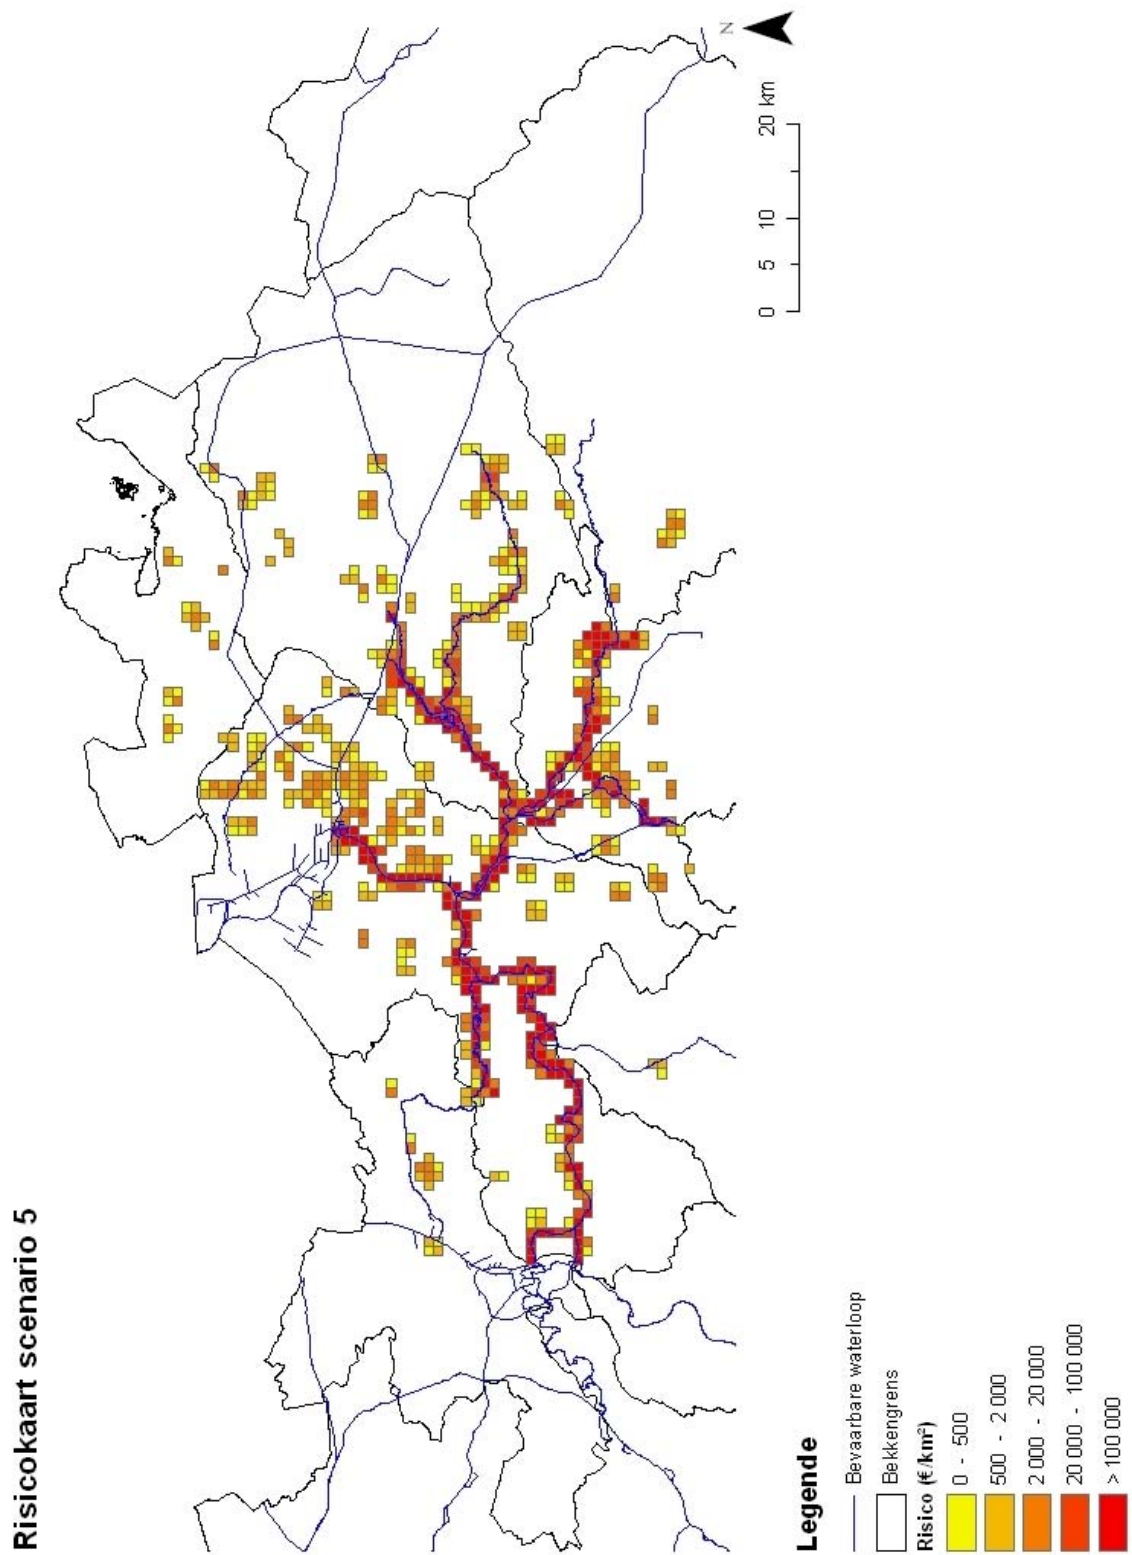 Risicokaart scenario 5
N
0 5 10 20 km
Legende
Bevaarbare waterloop
Bekkengrens
Risico (€/km²)
0 - 500
500 - 2 000
2 000 - 20 000
20 000 - 100 000
> 100 000